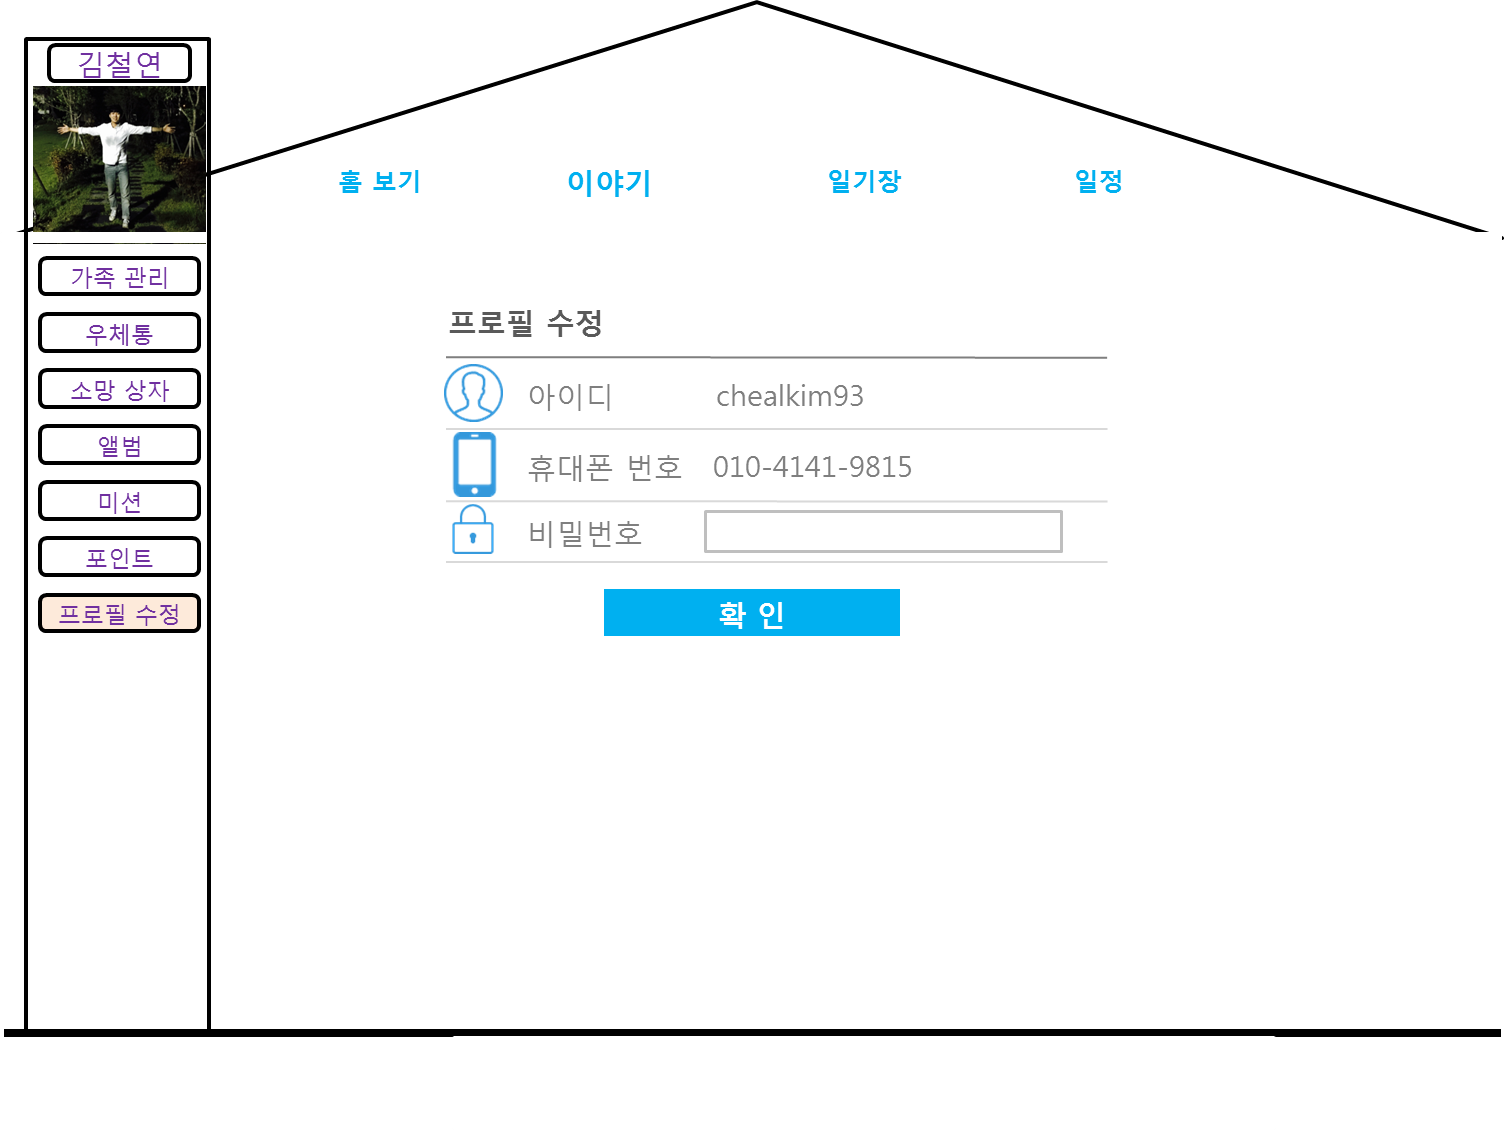 김철연
홈 보기
이야기
일기장
일정
가족 관리
우체통
소망 상자
앨범
미션
포인트
프로필 수정
프로필 수정
아이디 chealkim93
휴대폰 번호 010-4141-9815
비밀번호
확 인